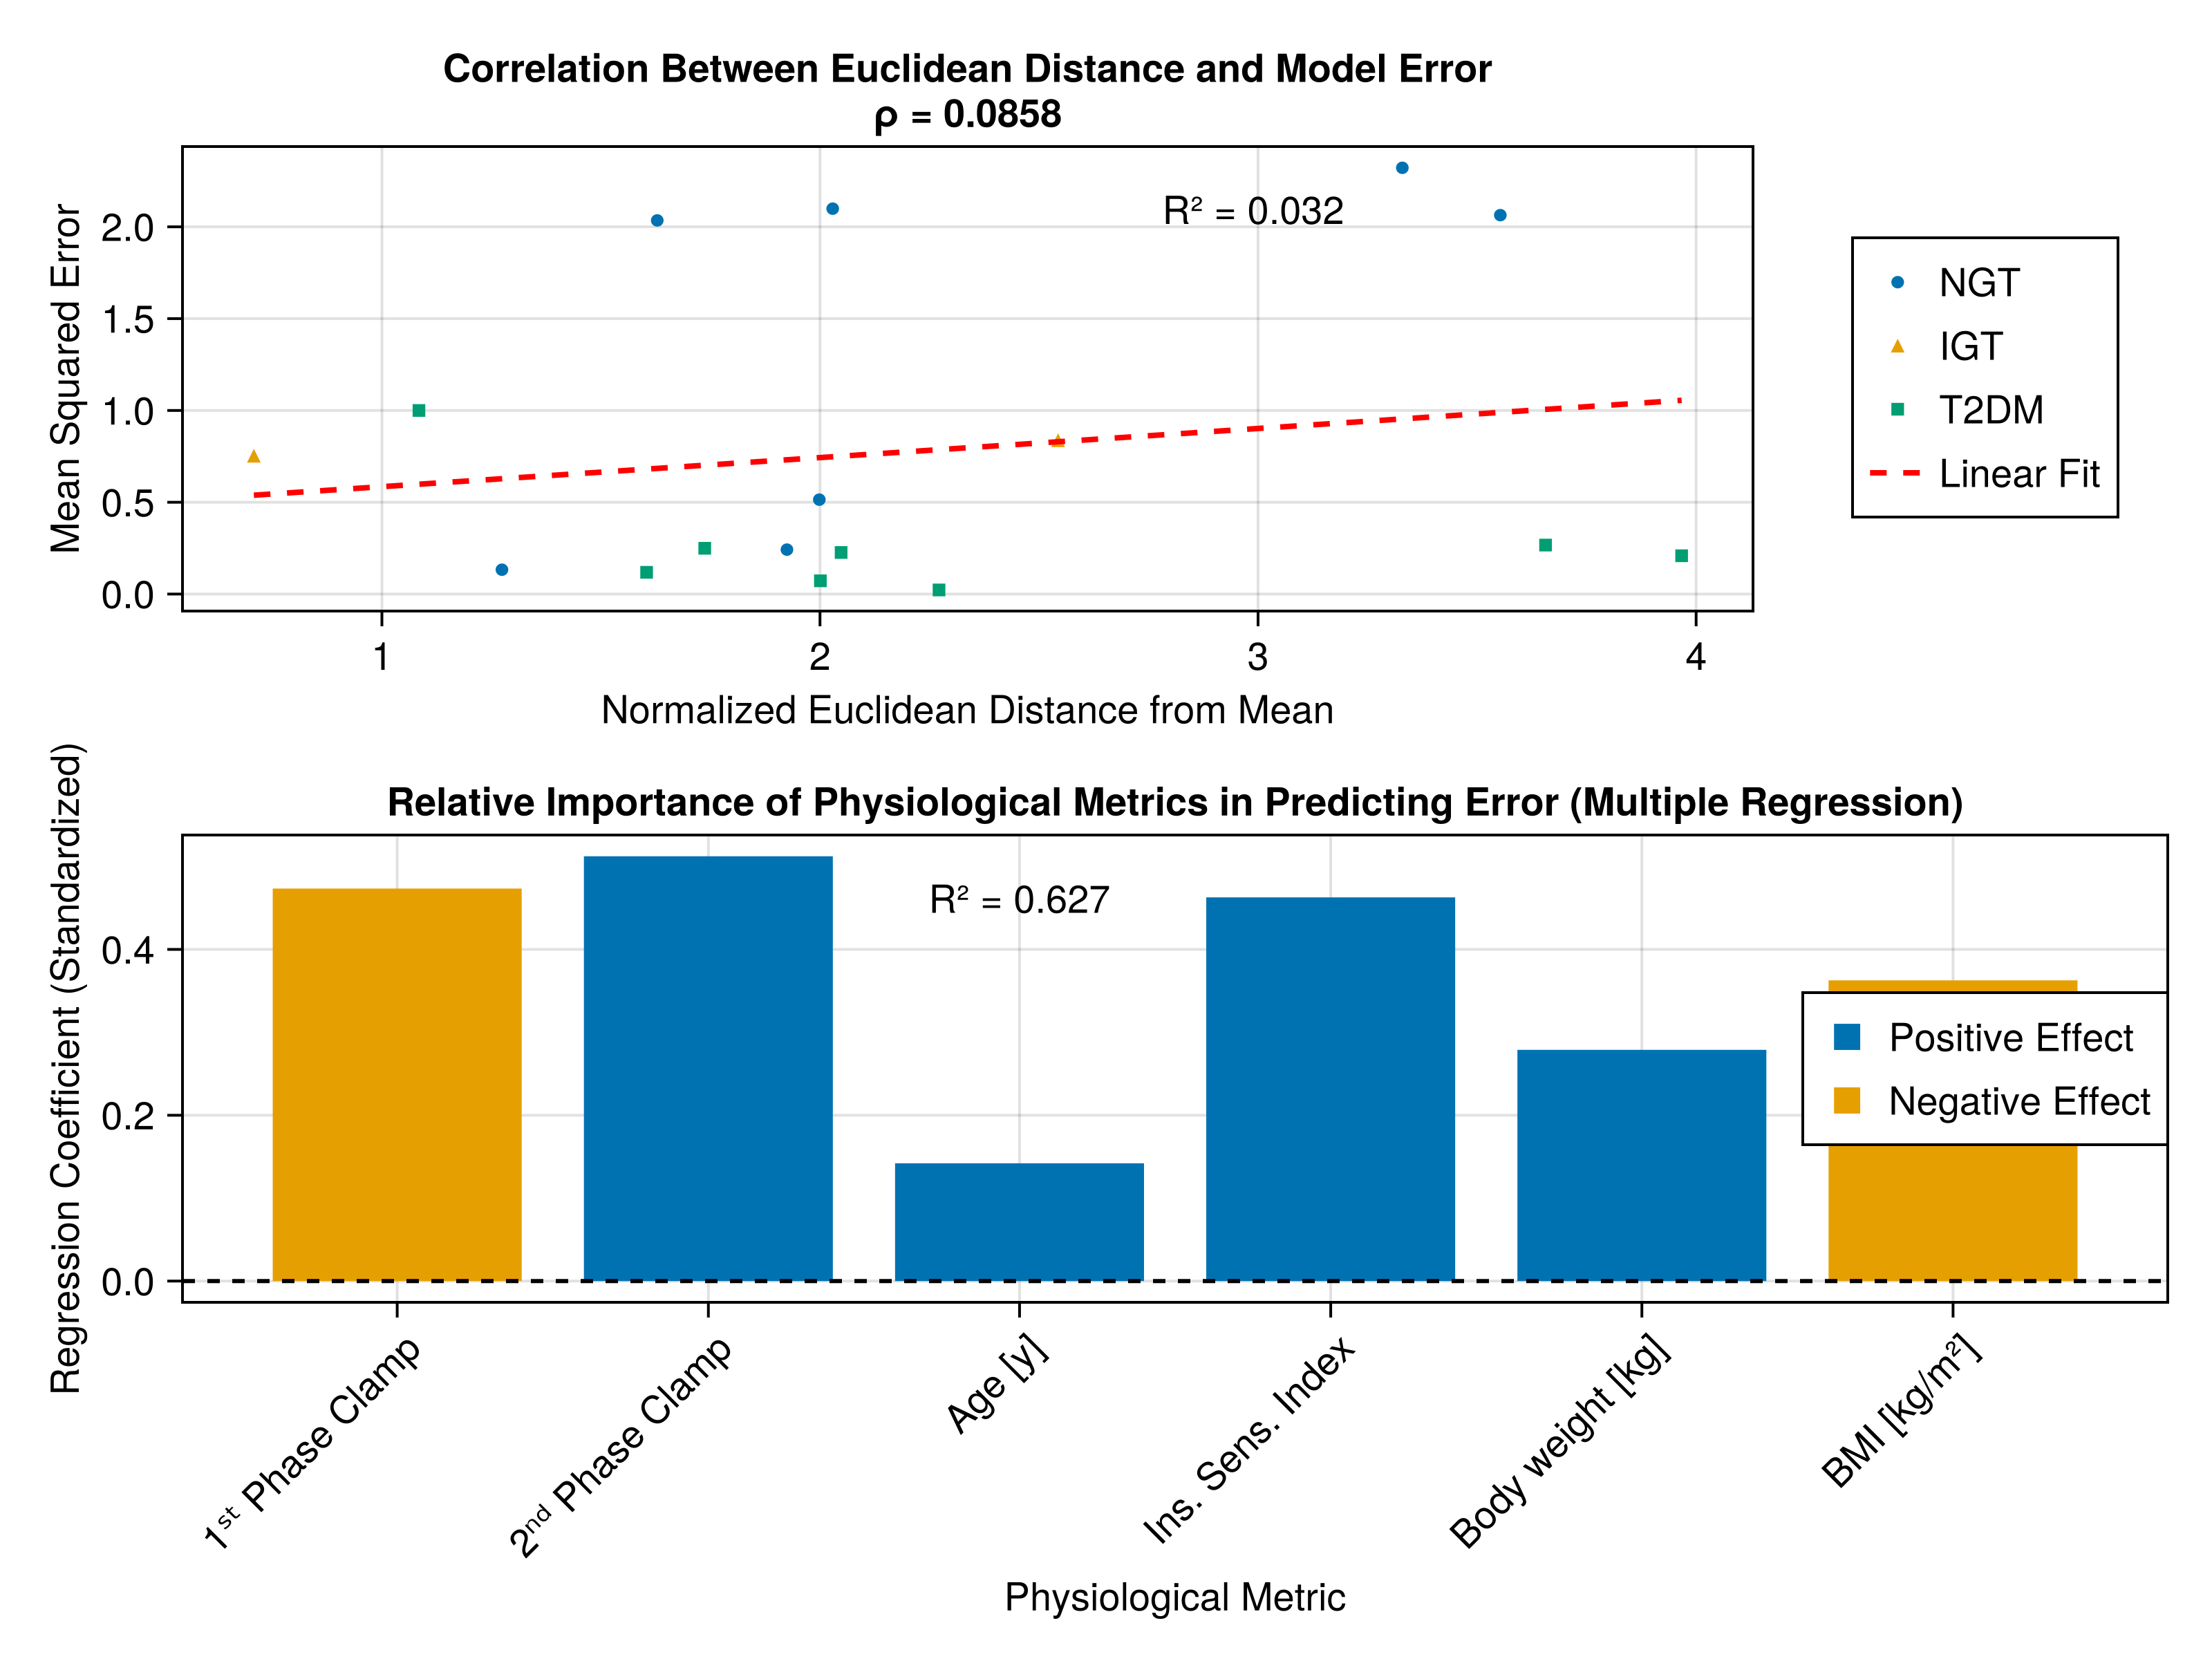 Correlation Between Euclidean Distance and Model Error
ρ = 0.0858
R² = 0.032
Mean Squared Error
2.0
1.5
1.0
0.5
0.0
1
2
3
4
Normalized Euclidean Distance from Mean
NGT
IGT
T2DM
Linear Fit
Relative Importance of Physiological Metrics in Predicting Error (Multiple Regression)
R² = 0.627
Regression Coefficient (Standardized)
0.4
0.2
0.0
Positive Effect
Negative Effect
1ˢᵗ Phase Clamp
2ⁿᵈ Phase Clamp
Age [y]
Ins. Sens. Index
Body weight [kg]
BMI [kg/m²]
Physiological Metric